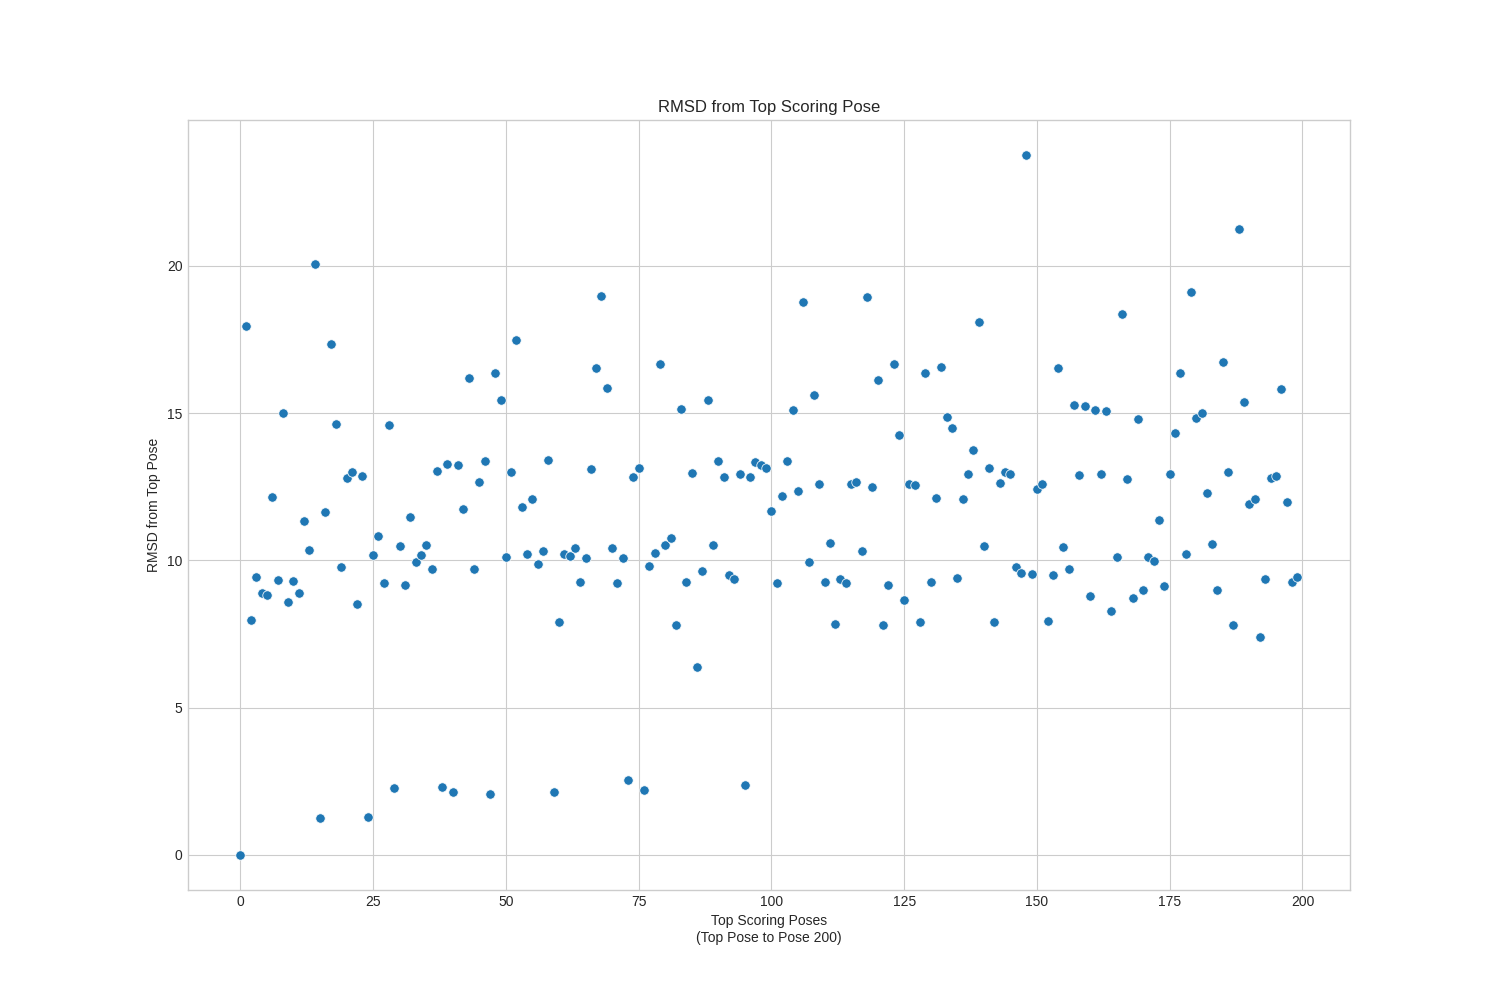 RMSD from Top Scoring Pose
RMSD from Top Pose
20
15
10
5
0
0 25 50 75 100 125 150 175 200
Top Scoring Poses
(Top Pose to Pose 200)